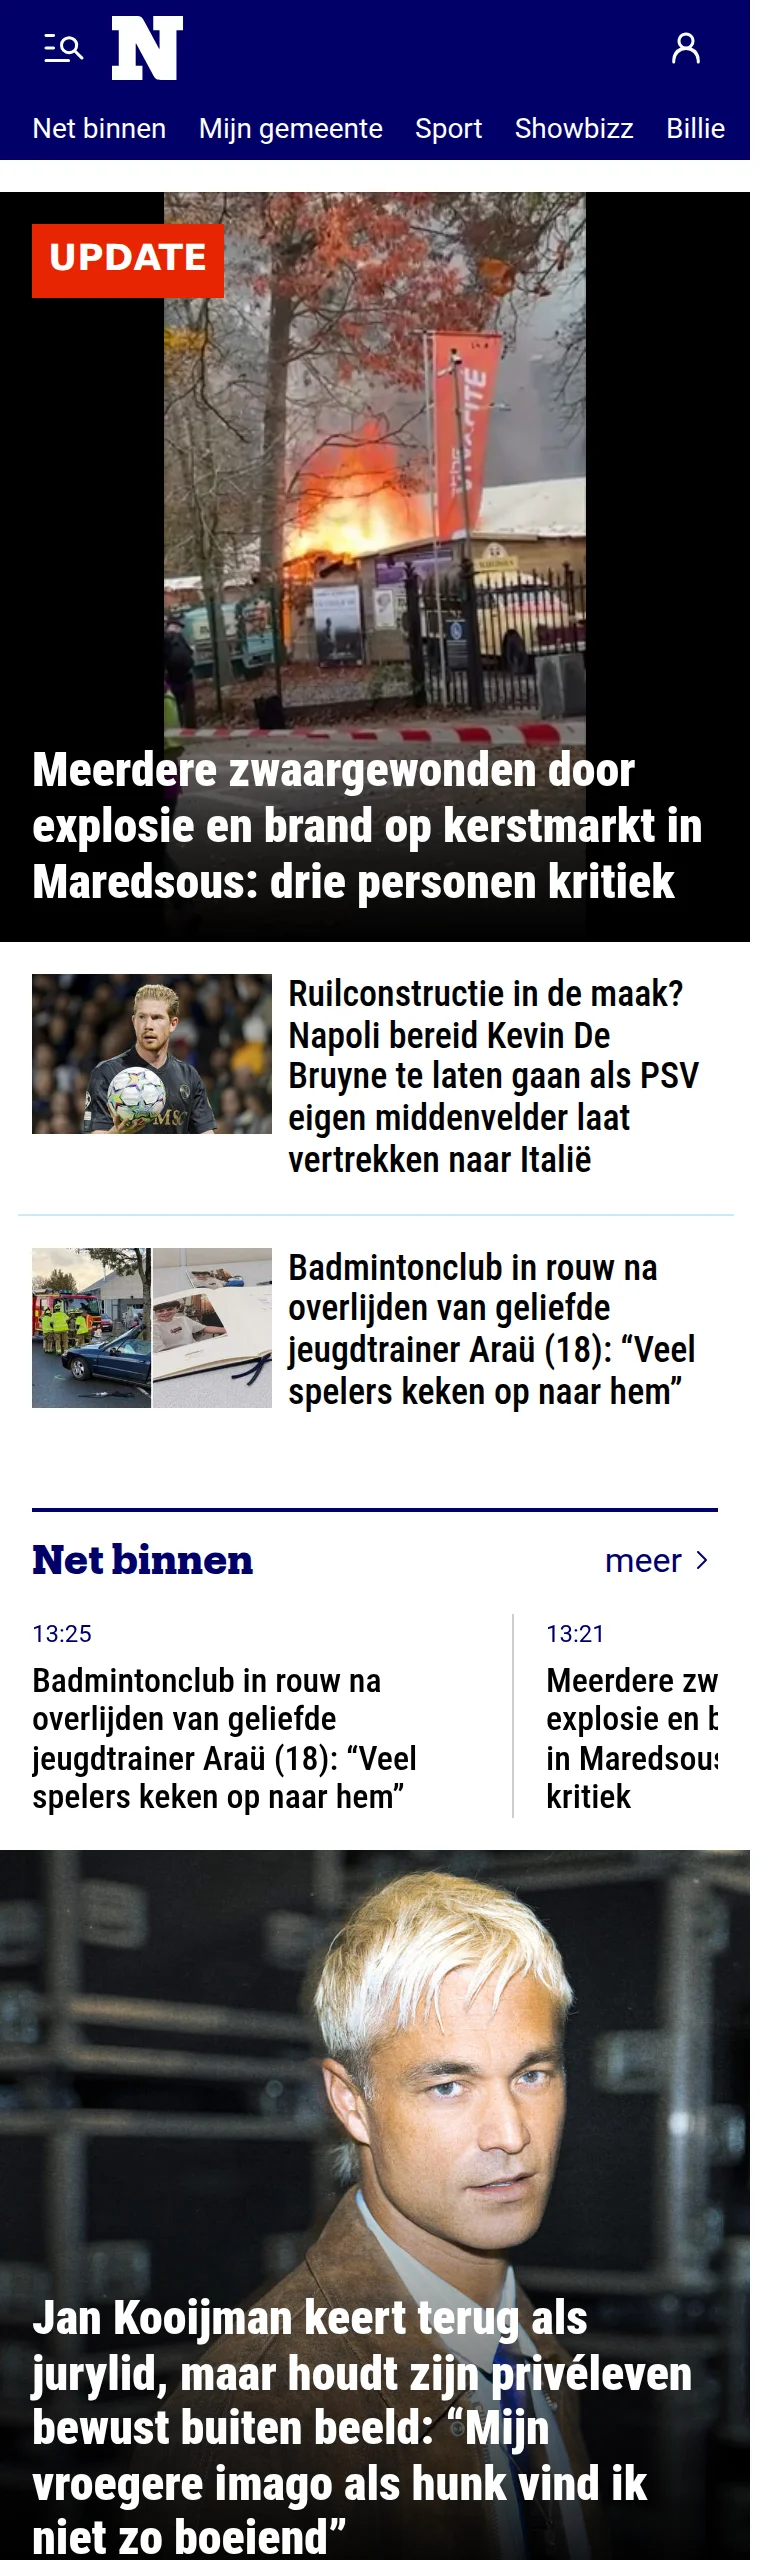 N
Net binnen Mijn gemeente Sport Showbizz Billie
UPDATE
Meerdere zwaargewonden door
explosie en brand op kerstmarkt in
Maredsous: drie personen kritiek
Ruilconstructie in de maak?
Napoli bereid Kevin De
Bruyne te laten gaan als PSV
eigen middenvelder laat
vertrekken naar Italië
MSC
Badmintonclub in rouw na
overlijden van geliefde
jeugdtrainer Araü (18): “Veel
spelers keken op naar hem”
Net binnen
meer
13:25
Badmintonclub in rouw na
overlijden van geliefde
jeugdtrainer Araü (18): “Veel
spelers keken op naar hem”
13:21
Meerdere zw
explosie en b
in Maredsous
kritiek
Jan Kooijman keert terug als
jurylid, maar houdt zijn privéleven
bewust buiten beeld: “Mijn
vroegere imago als hunk vind ik
niet zo boeiend”